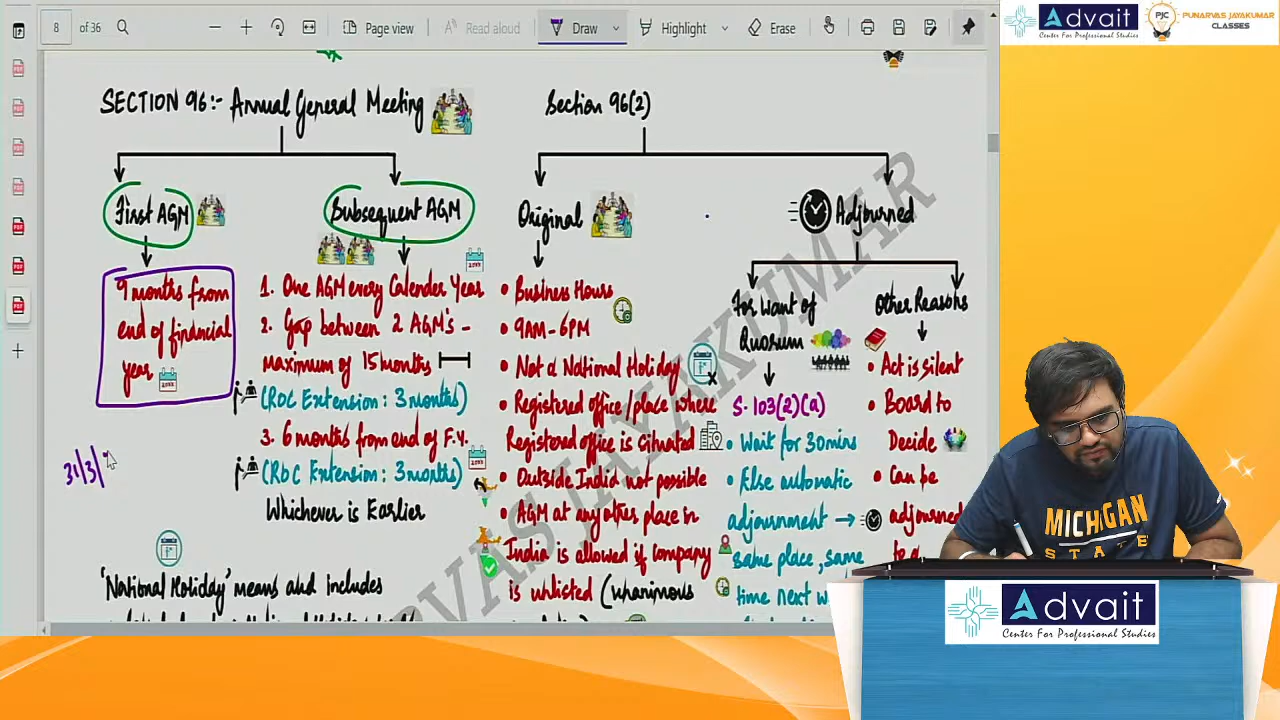 8 of 36
Page view
Read aloud
Draw
Highlight
Erase
Advait
Center For Professional Studies
PJC
PUNARVAS JAYAKUMAR
CLASSES
SECTION 96:- Annual General Meeting
First AGM
9 months from
end of financial
year
31/3/
Subsequent AGM
1. One AGM every Calender Year
2. Gap between 2 AGM's -
maximum of 15 months
(RoC Extension: 3 months)
3. 6 months from end of F.Y.
(RoC Extension: 3 months)
Whichever is Earlier
'National Holiday' means and includes
Section 96(2)
Original
• Business Hours
• 9AM-6PM
• Not a National Holiday
• Registered office/place where
Registered office is situated
• Outside India not possible
• AGM at any other place in
India is allowed if company
is unlisted (unanimous
Adjourned
For Want of
Quorum
S. 103(2)(a)
• Wait for 30mins
• Else automatic
adjournment →
same place, same
time next w
Other Reasons
• Act is silent
• Board to
Decide
• Can be
adjourned
to a
VAS JAYAKUMAR
MICHIGAN
STATE
Advait
Center For Professional Studies